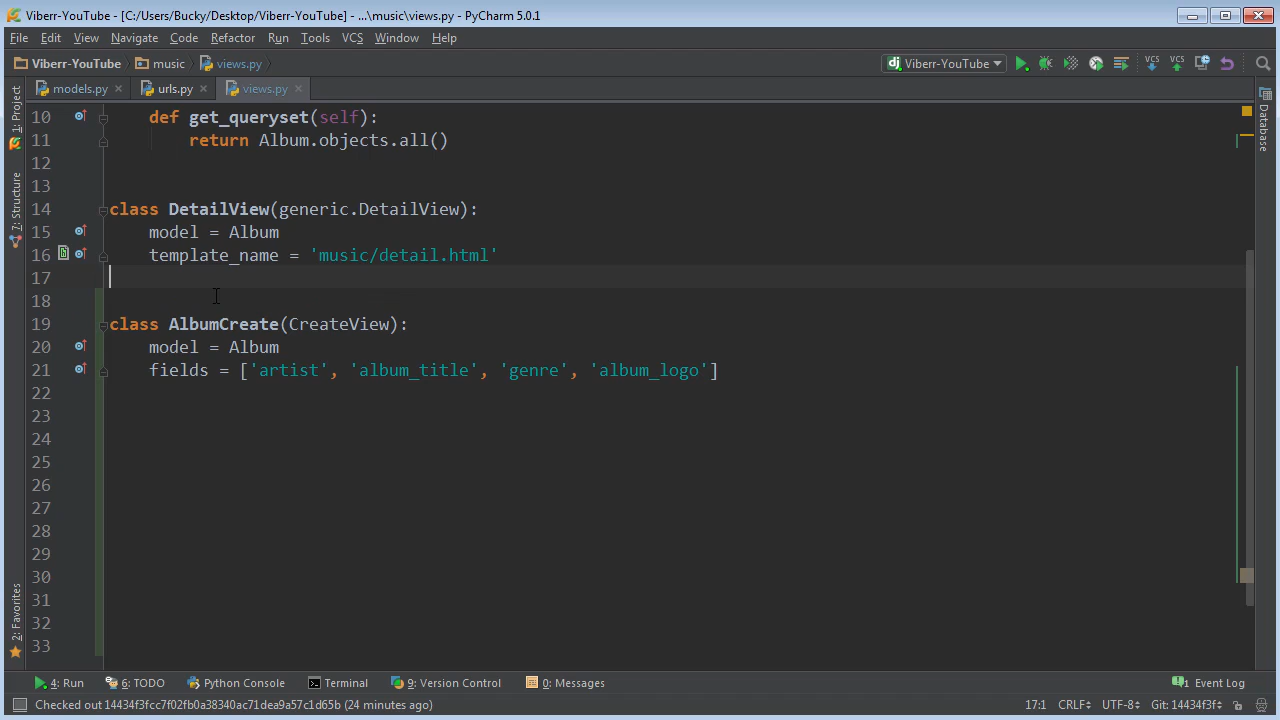 Viberr-YouTube - [C:/Users/Bucky/Desktop/Viberr-YouTube] - ...\music\views.py - PyCharm 5.0.1
File Edit View Navigate Code Refactor Run Tools VCS Window Help
Viberr-YouTube music views.py dj Viberr-YouTube VCS VCS
models.py urls.py views.py
1: Project
7: Structure
2: Favorites
Database
10 def get_queryset(self):
11 return Album.objects.all()
12
13
14 class DetailView(generic.DetailView):
15 model = Album
16 template_name = 'music/detail.html'
17
18
19 class AlbumCreate(CreateView):
20 model = Album
21 fields = ['artist', 'album_title', 'genre', 'album_logo']
22
23
24
25
26
27
28
29
30
31
32
33
4: Run 6: TODO Python Console Terminal 9: Version Control 0: Messages 1 Event Log
Checked out 14434f3fcc7f02fb0a38340ac71dea9a57c1d65b (24 minutes ago) 17:1 CRLF÷ UTF-8÷ Git: 14434f3f÷